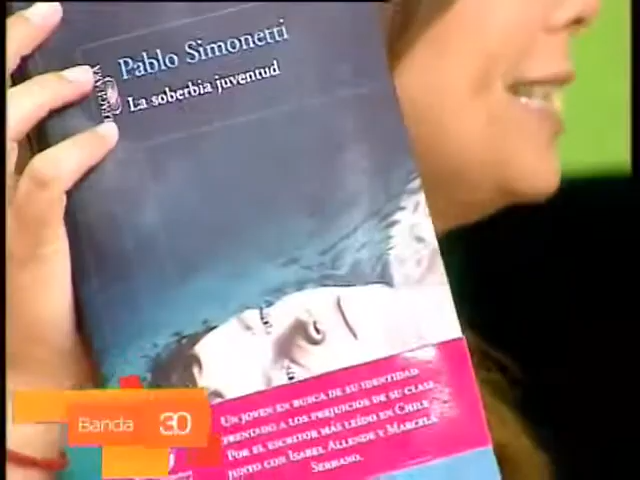 Pablo Simonetti
La soberbia juventud
ALFAGUARA
Un joven en busca de su identidad
a los prejuicios de su clase.
Por el escritor más leído en Chile
junto con Isabel Allende y Marcela
Serrano.
Banda 30